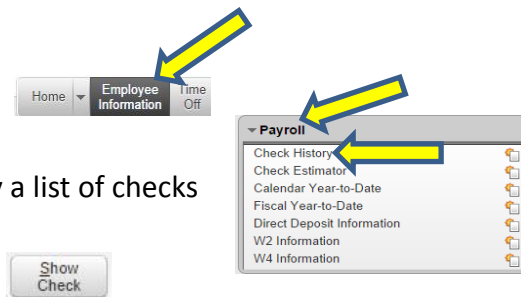 Home Employee Information Time Off
Payroll
Check History
Check Estimator
Calendar Year-to-Date
Fiscal Year-to-Date
Direct Deposit Information
W2 Information
W4 Information
a list of checks
Show
Check